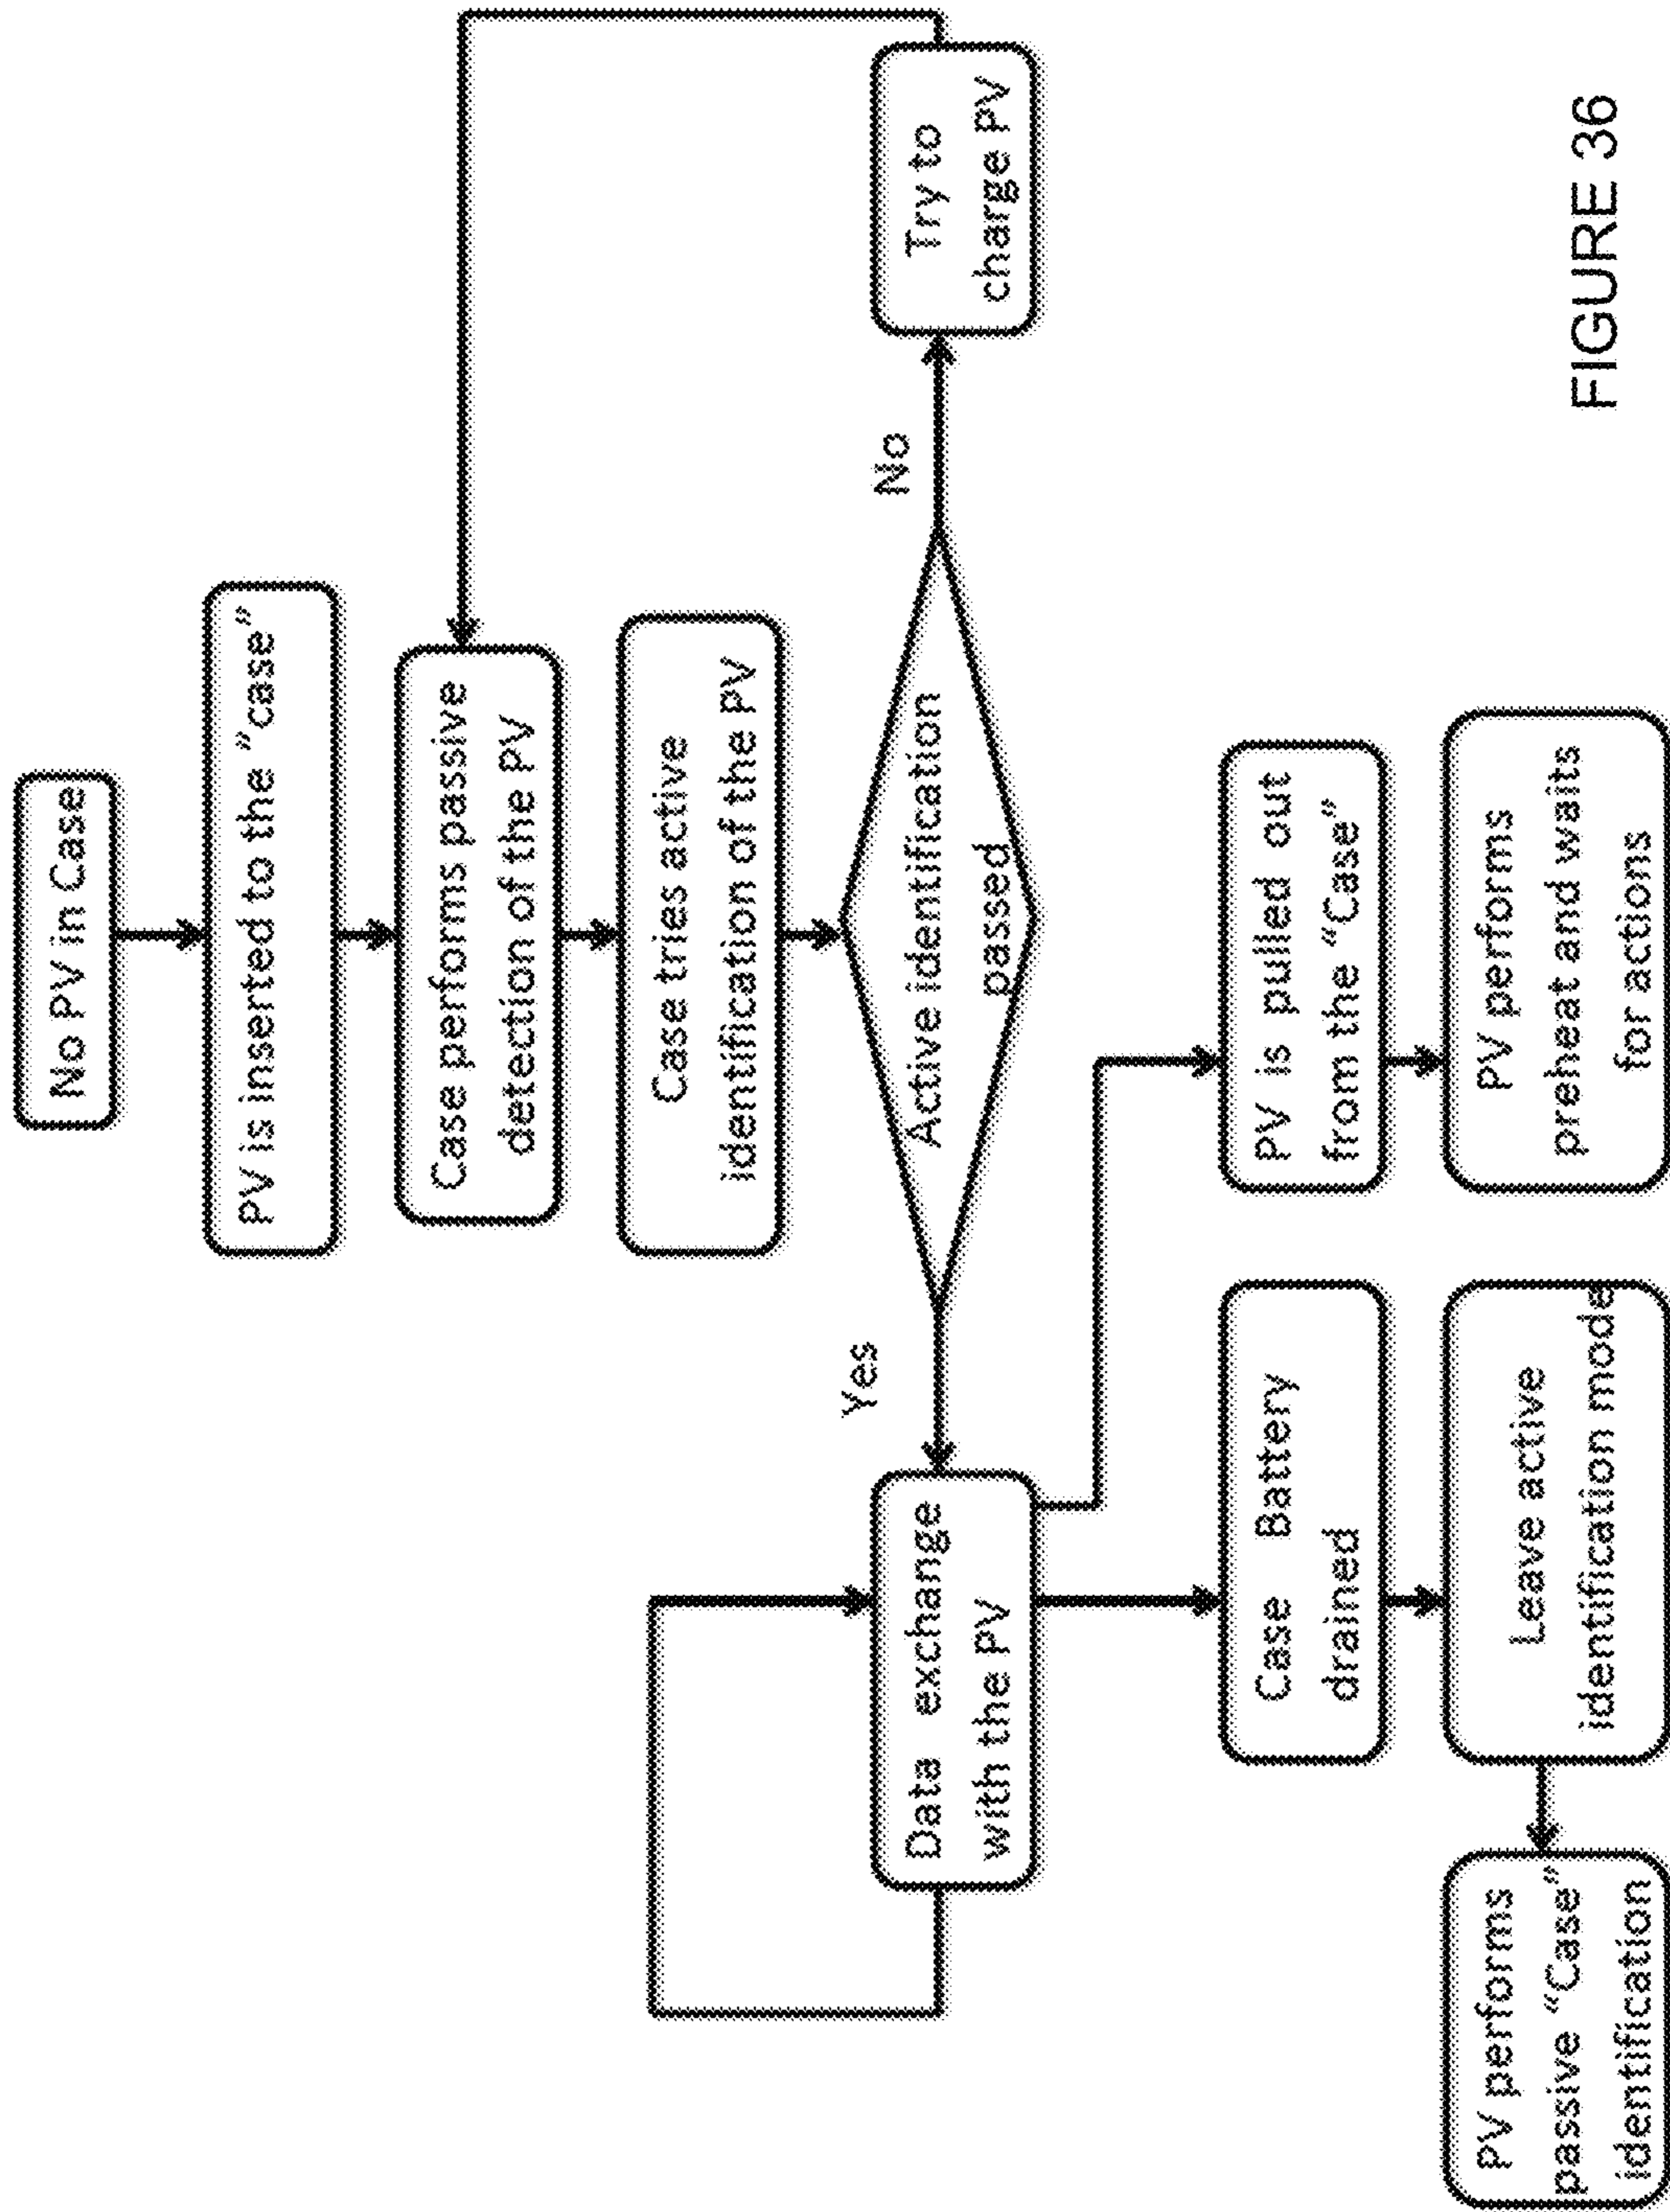 No PV in Case
PV is inserted to the "case"
Case performs passive
detection of the PV
Case tries active
identification of the PV
Active identification
passed
Yes
No
Try to
charge PV
Data exchange
with the PV
Case Battery
drained
PV is pulled out
from the "Case"
Leave active
identification mode
PV performs
preheat and waits
for actions
PV performs
passive "Case"
identification
FIGURE 36